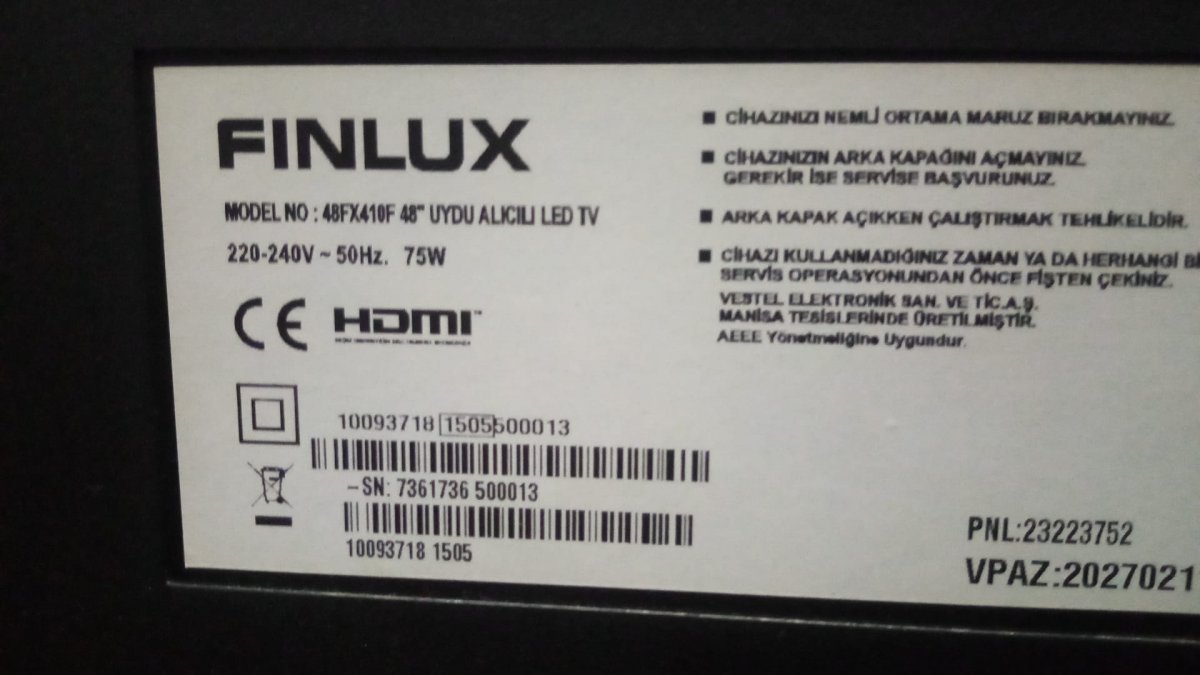 FINLUX
MODEL NO : 48FX410F 48" UYDU ALICILI LED TV
220-240V ~ 50Hz. 75W
CE HDMI™
10093718 1505500013
-SN: 7361736 500013
10093718 1505
■ CİHAZINIZI NEMLİ ORTAMA MARUZ BIRAKMAYINIZ.
■ CİHAZINIZIN ARKA KAPAĞINI AÇMAYINIZ.
GEREKİR İSE SERVİSE BAŞVURUNUZ.
■ ARKA KAPAK AÇIKKEN ÇALIŞTIRMAK TEHLİKELİDİR.
■ CİHAZI KULLANMADIĞINIZ ZAMAN YA DA HERHANGİ Bİ
SERVİS OPERASYONUNDAN ÖNCE FİŞTEN ÇEKİNİZ.
VESTEL ELEKTRONİK SAN. VE TİC.A.Ş.
MANİSA TESİSLERİNDE ÜRETİLMİŞTİR.
AEEE Yönetmeliğine Uygundur.
PNL:23223752
VPAZ:2027021